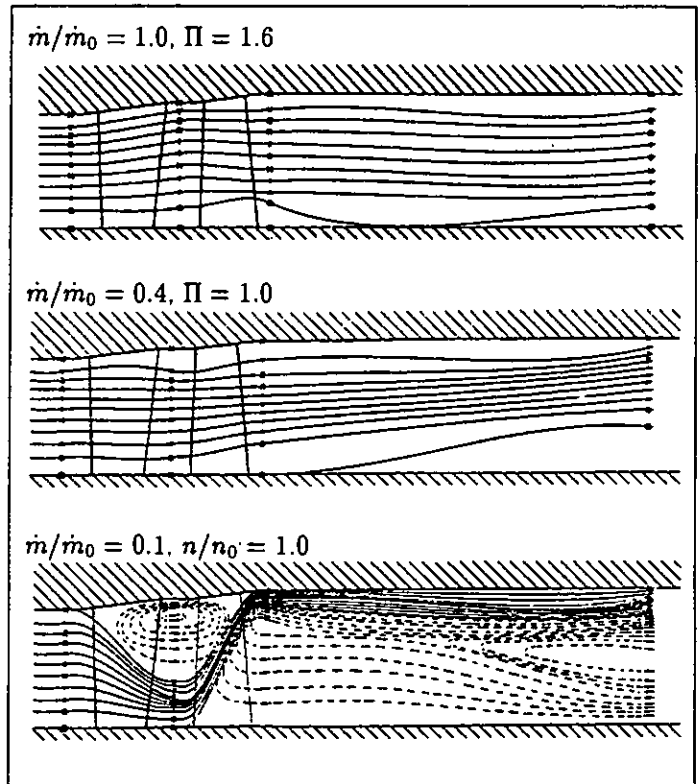 ṁ/ṁ₀ = 1.0, Π = 1.6
ṁ/ṁ₀ = 0.4, Π = 1.0
ṁ/ṁ₀ = 0.1, n/n₀ = 1.0